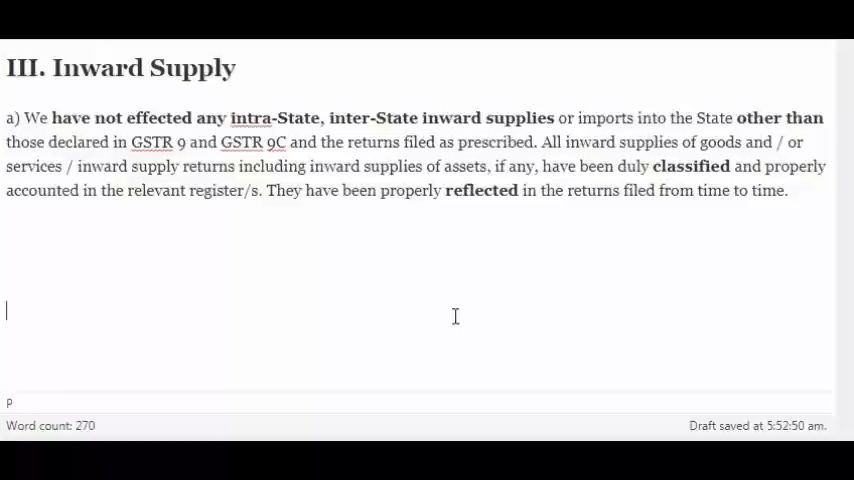 III. Inward Supply
a) We have not effected any intra-State, inter-State inward supplies or imports into the State other than
those declared in GSTR 9 and GSTR 9C and the returns filed as prescribed. All inward supplies of goods and / or
services / inward supply returns including inward supplies of assets, if any, have been duly classified and properly
accounted in the relevant register/s. They have been properly reflected in the returns filed from time to time.
p
Word count: 270
Draft saved at 5:52:50 am.